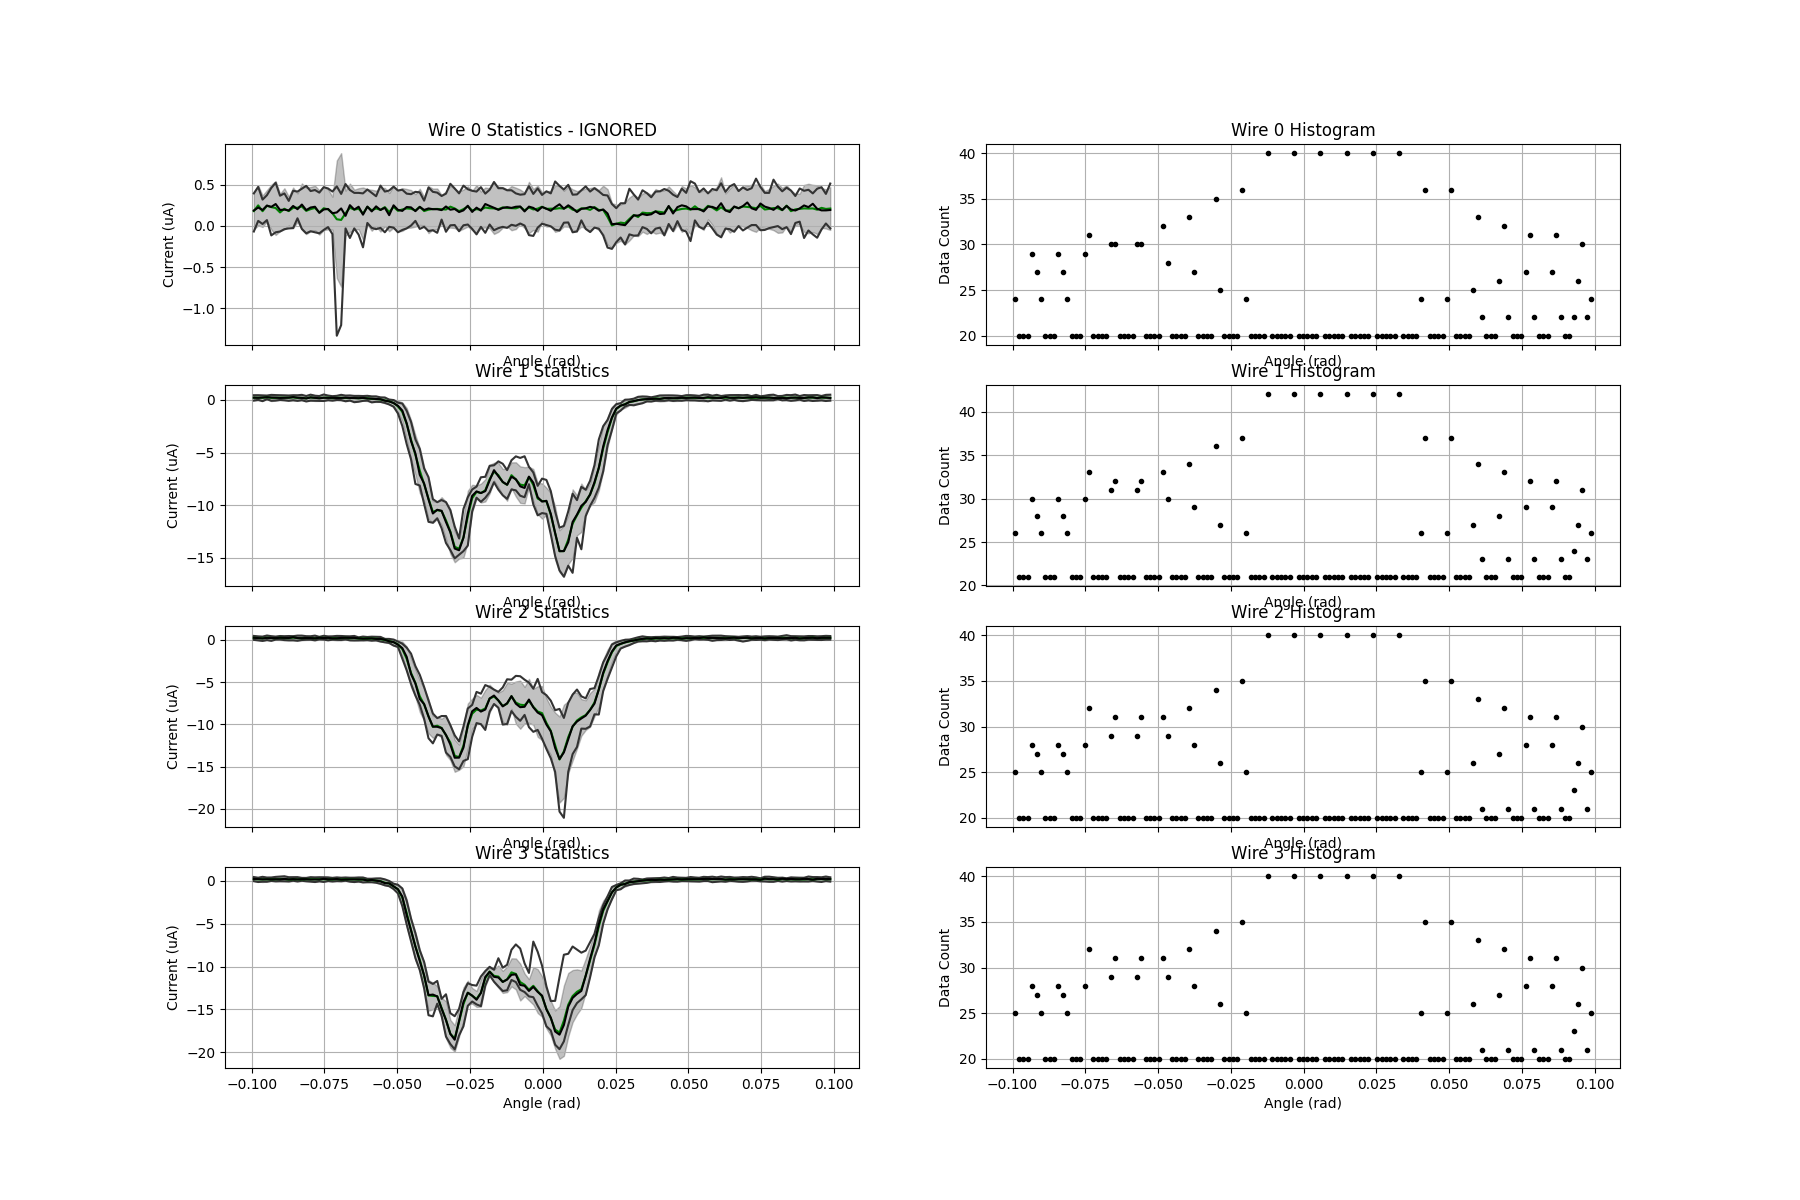 Wire 0 Statistics - IGNORED
Current (uA)
0.5
0.0
−0.5
−1.0
Angle (rad)
Wire 0 Histogram
Data Count
40
35
30
25
20
Angle (rad)
Wire 1 Statistics
Current (uA)
0
−5
−10
−15
Angle (rad)
Wire 1 Histogram
Data Count
40
35
30
25
20
Angle (rad)
Wire 2 Statistics
Current (uA)
0
−5
−10
−15
−20
Angle (rad)
Wire 2 Histogram
Data Count
40
35
30
25
20
Angle (rad)
Wire 3 Statistics
Current (uA)
0
−5
−10
−15
−20
−0.100 −0.075 −0.050 −0.025 0.000 0.025 0.050 0.075 0.100
Angle (rad)
Wire 3 Histogram
Data Count
40
35
30
25
20
−0.100 −0.075 −0.050 −0.025 0.000 0.025 0.050 0.075 0.100
Angle (rad)